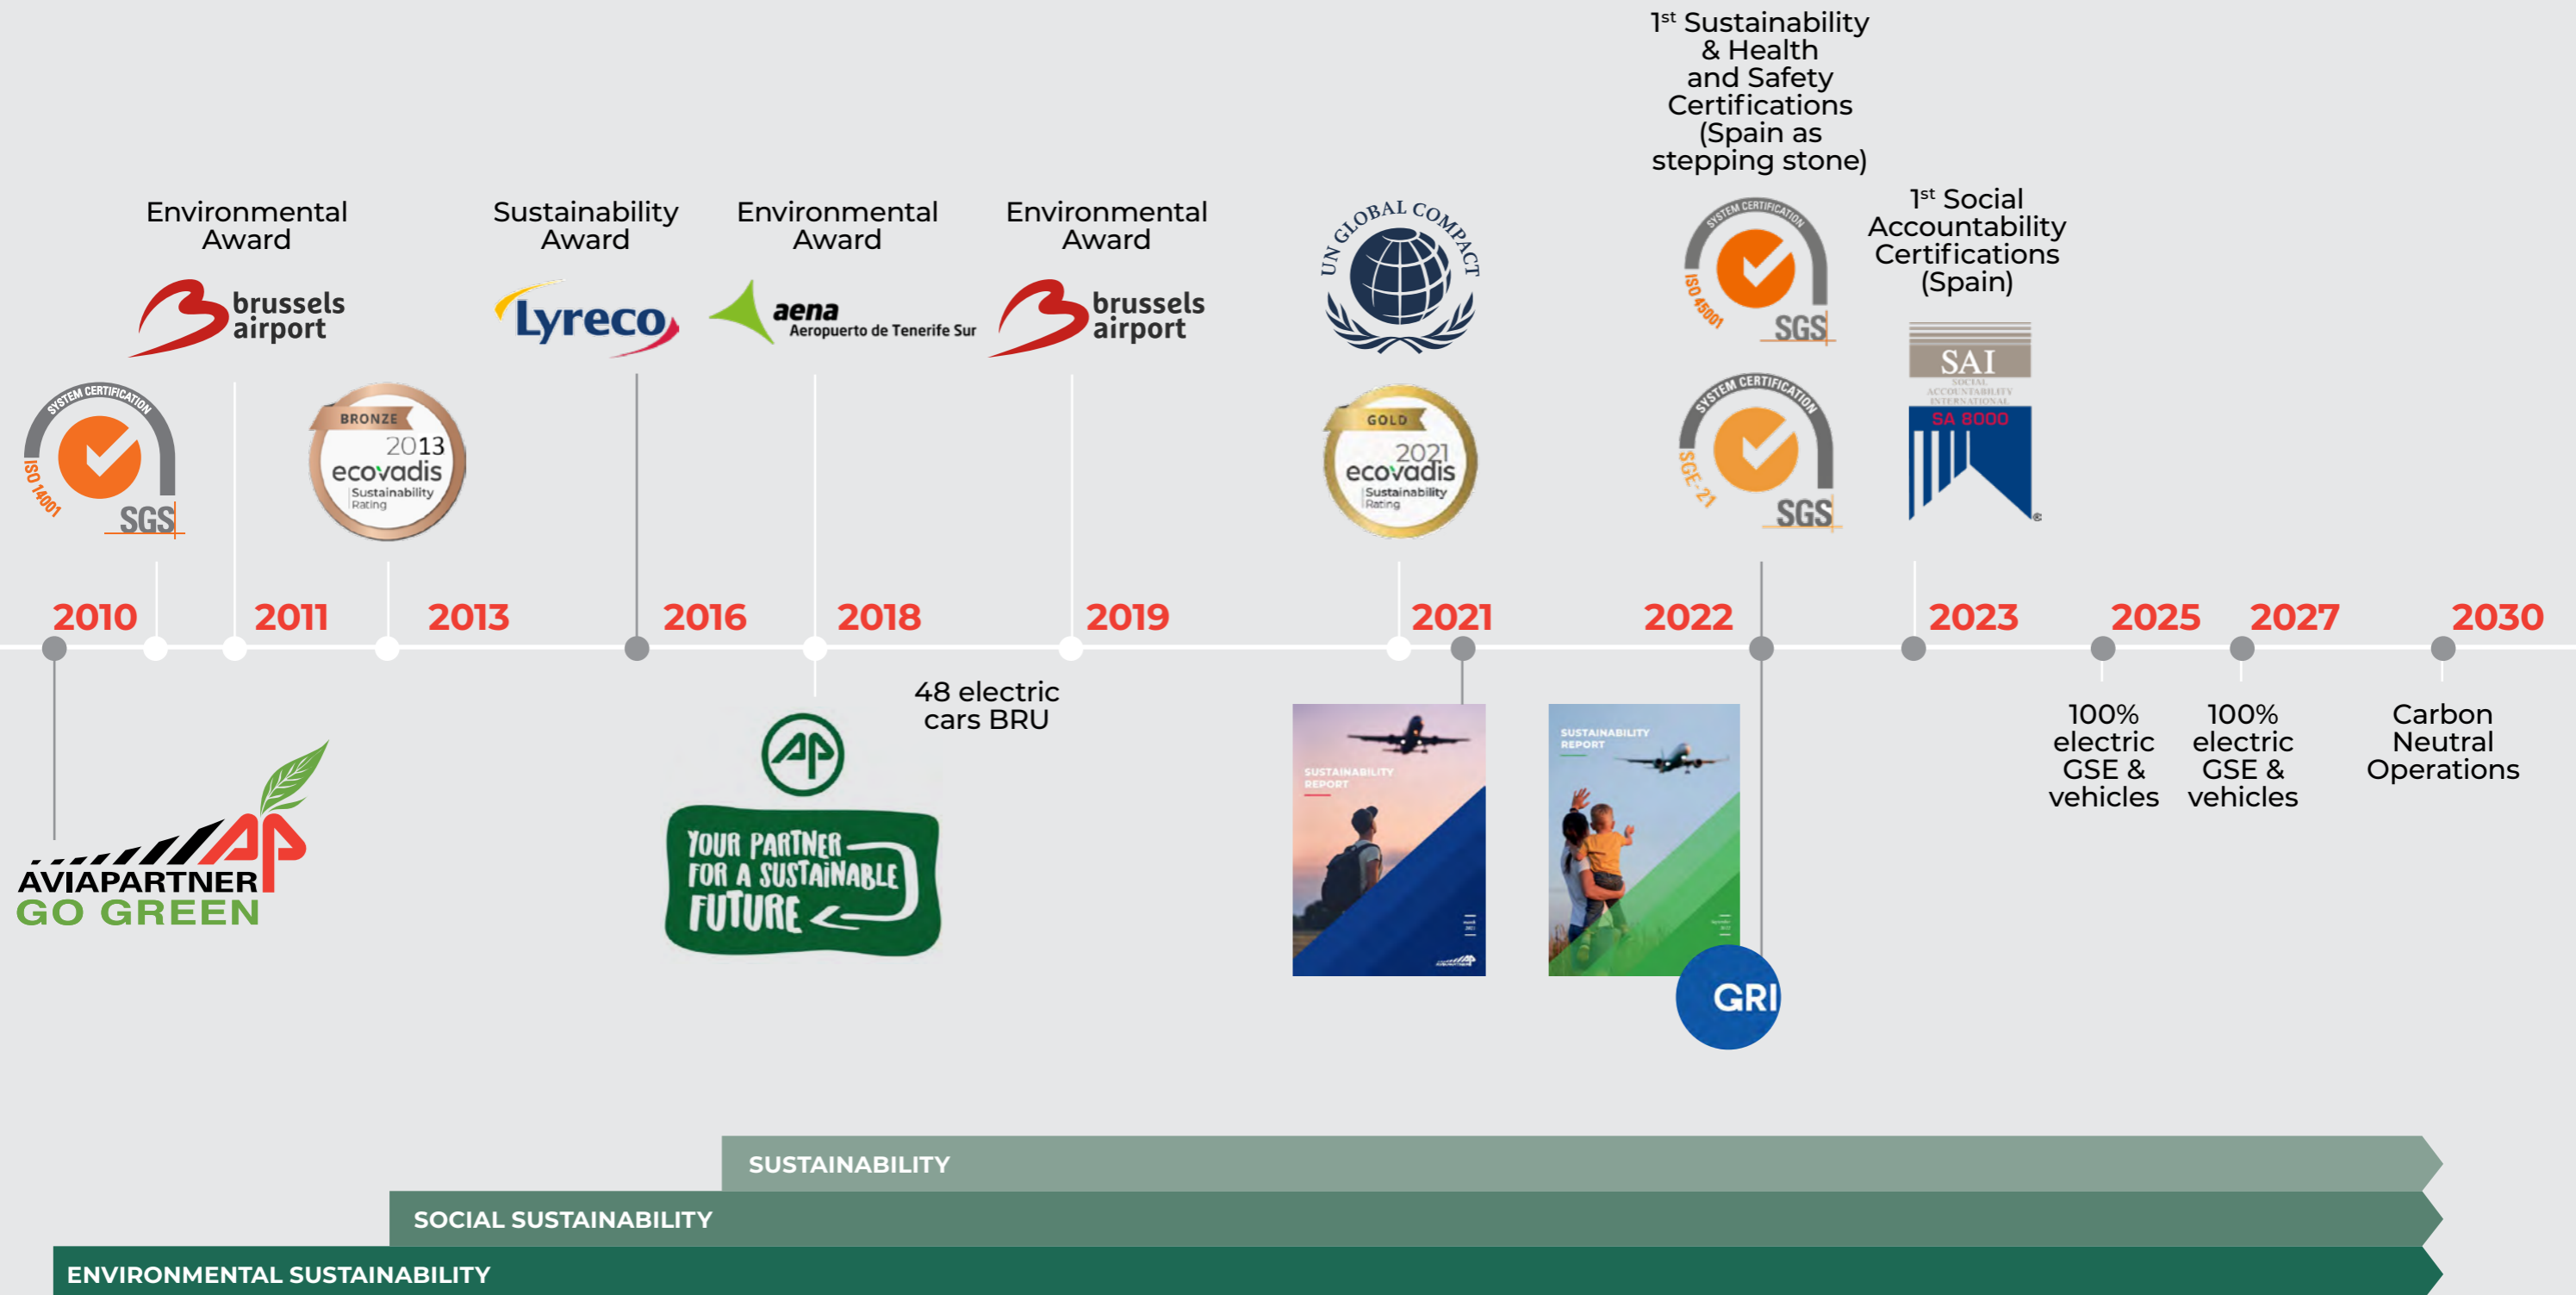 1st Sustainability
& Health
and Safety
Certifications
(Spain as
stepping stone)
Environmental
Award
brussels
airport
Sustainability
Award
Lyreco
Environmental
Award
aena
Aeropuerto de Tenerife Sur
Environmental
Award
brussels
airport
UN GLOBAL COMPACT
SYSTEM CERTIFICATION
ISO 45001
SGS
1st Social
Accountability
Certifications
(Spain)
SYSTEM CERTIFICATION
ISO 14001
SGS
BRONZE
2013
ecovadis
Sustainability
Rating
GOLD
2021
ecovadis
Sustainability
Rating
SYSTEM CERTIFICATION
SGE-21
SGS
SAI
SOCIAL
ACCOUNTABILITY
INTERNATIONAL
SA 8000
2010
2011
2013
2016
2018
2019
2021
2022
2023
2025
2027
2030
AVIAPARTNER
GO GREEN
AP
YOUR PARTNER
FOR A SUSTAiNABLE
FUTURE
48 electric
cars BRU
SUSTAINABILITY
REPORT
SUSTAINABILITY
REPORT
GRI
100%
electric
GSE &
vehicles
100%
electric
GSE &
vehicles
Carbon
Neutral
Operations
SUSTAINABILITY
SOCIAL SUSTAINABILITY
ENVIRONMENTAL SUSTAINABILITY